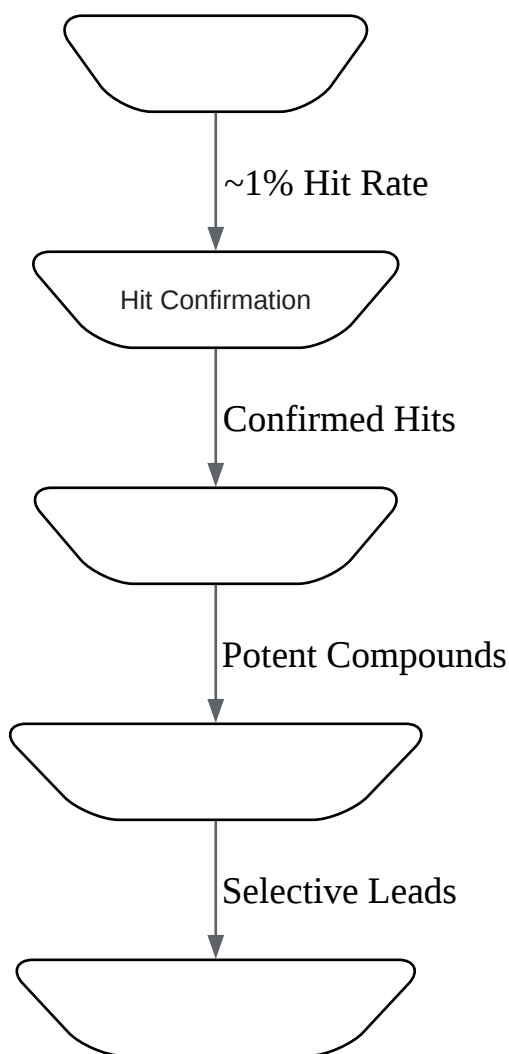 ~1% Hit Rate
Hit Confirmation
Confirmed Hits
Potent Compounds
Selective Leads